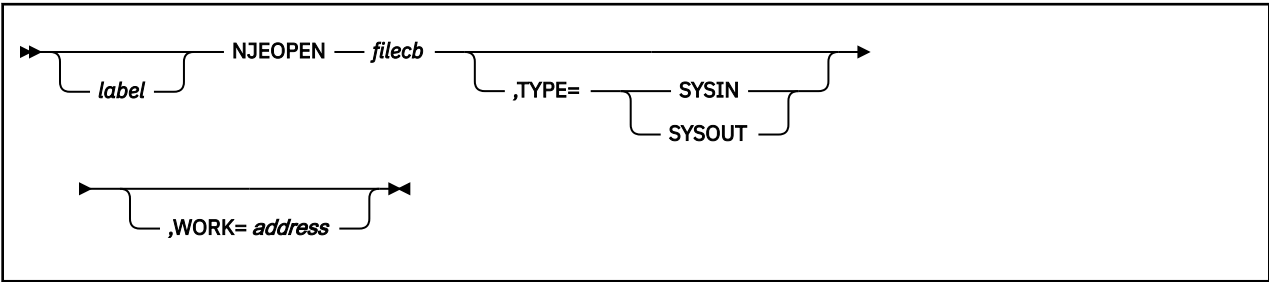 NJEOPEN filecb
label ,TYPE= SYSIN
SYSOUT
,WORK= address